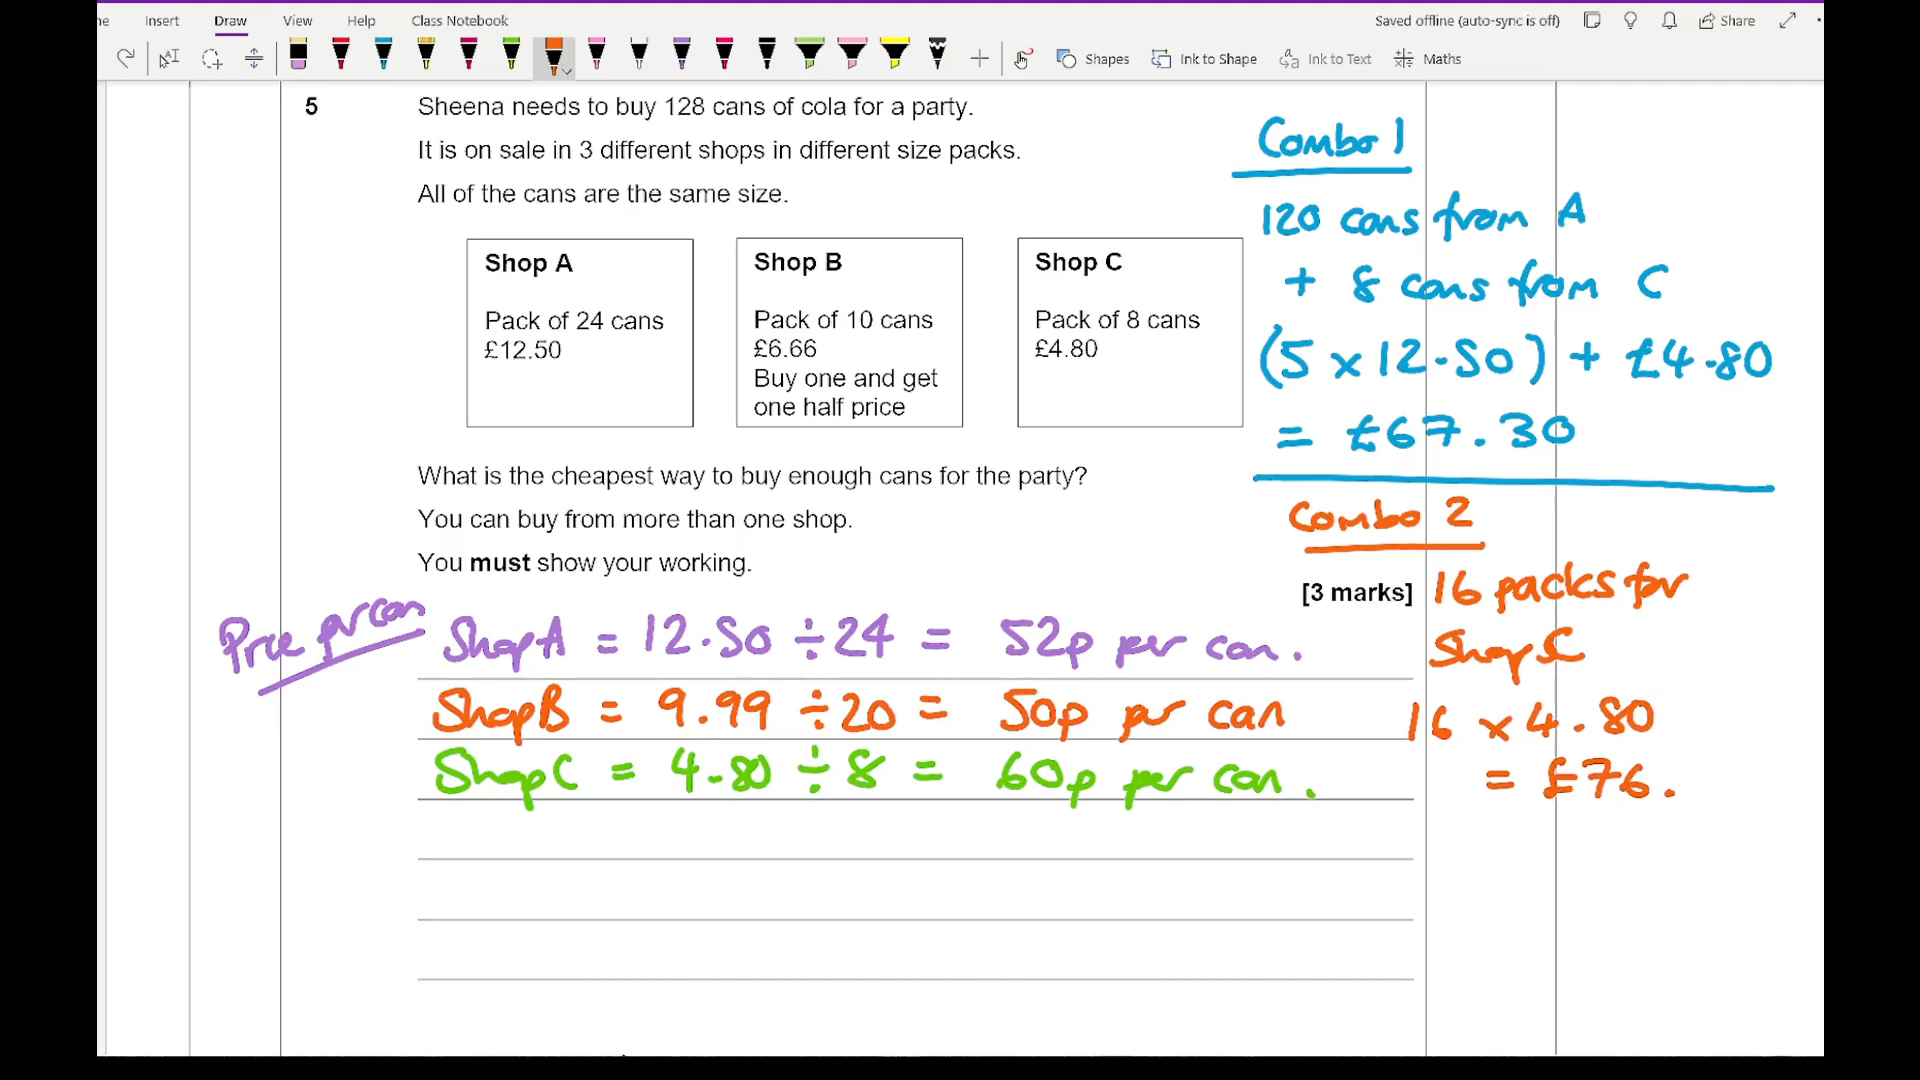 ne Insert Draw View Help Class Notebook Saved offline (auto-sync is off) Share
Shapes Ink to Shape Ink to Text Maths
5 Sheena needs to buy 128 cans of cola for a party.
It is on sale in 3 different shops in different size packs.
All of the cans are the same size.
Shop A
Pack of 24 cans
£12.50
Shop B
Pack of 10 cans
£6.66
Buy one and get
one half price
Shop C
Pack of 8 cans
£4.80
What is the cheapest way to buy enough cans for the party?
You can buy from more than one shop.
You must show your working.
[3 marks]
Price per can
Shop A = 12.50 ÷ 24 = 52p per can.
Shop B = 9.99 ÷ 20 = 50p per can
Shop C = 4.80 ÷ 8 = 60p per can.
Combo 1
120 cans from A
+ 8 cans from C
(5 x 12.50) + £4.80
= £67.30
Combo 2
16 packs for
Shop C
16 x 4.80
= £76.